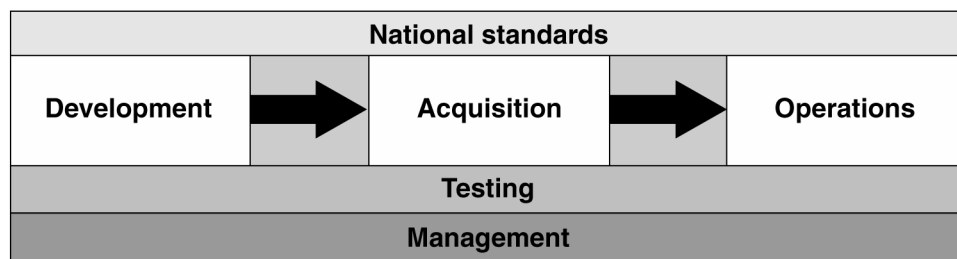 National standards
Development
Acquisition
Operations
Testing
Management